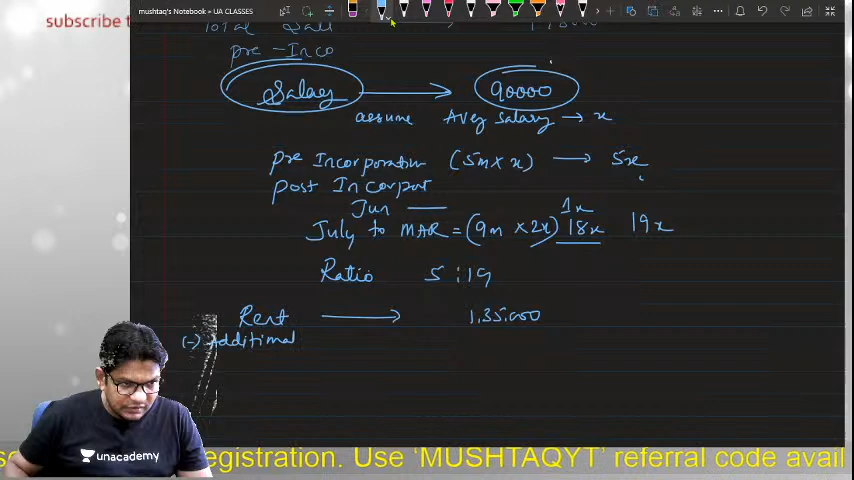 subscribe t
mushtaq's Notebook • UA CLASSES
Total
pre-Inco
Salary → 90000
assume Avg salary → x
pre Incorporation (5m × x) → 5x
post Incorporat
Jun — 1x
July to MAR = (9m × 2x) 18x 19x
Ratio 5 : 19
Rent → 1,35,000
(-) Additional
unacademy
egistration. Use ‘MUSHTAQYT’ referral code avail